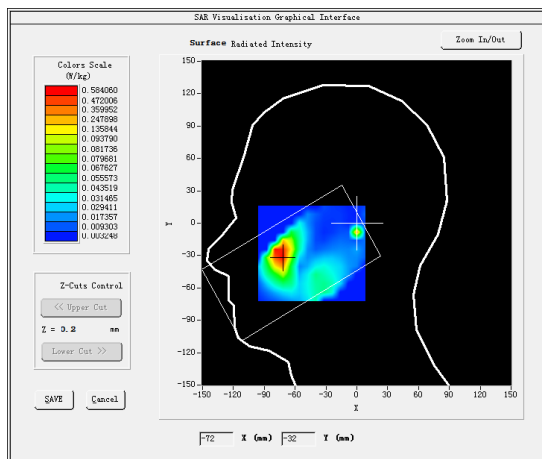 SAR Visualisation Graphical Interface
Surface Radiated Intensity
Zoom In/Out
Colors Scale
(W/kg)
0.584060
0.472006
0.359952
0.247898
0.135844
0.093790
0.081736
0.079681
0.067627
0.055573
0.043519
0.031465
0.029411
0.017357
0.009303
0.003248
Z-Cuts Control
<< Upper Cut
Z = 0.2 mm
Lower Cut >>
SAVE Cancel
150
120
90
60
30
0
-30
-60
-90
-120
-150
Y
-150 -120 -90 -60 -30 0 30 60 90 120 150
X
-72 X (mm) -32 Y (mm)